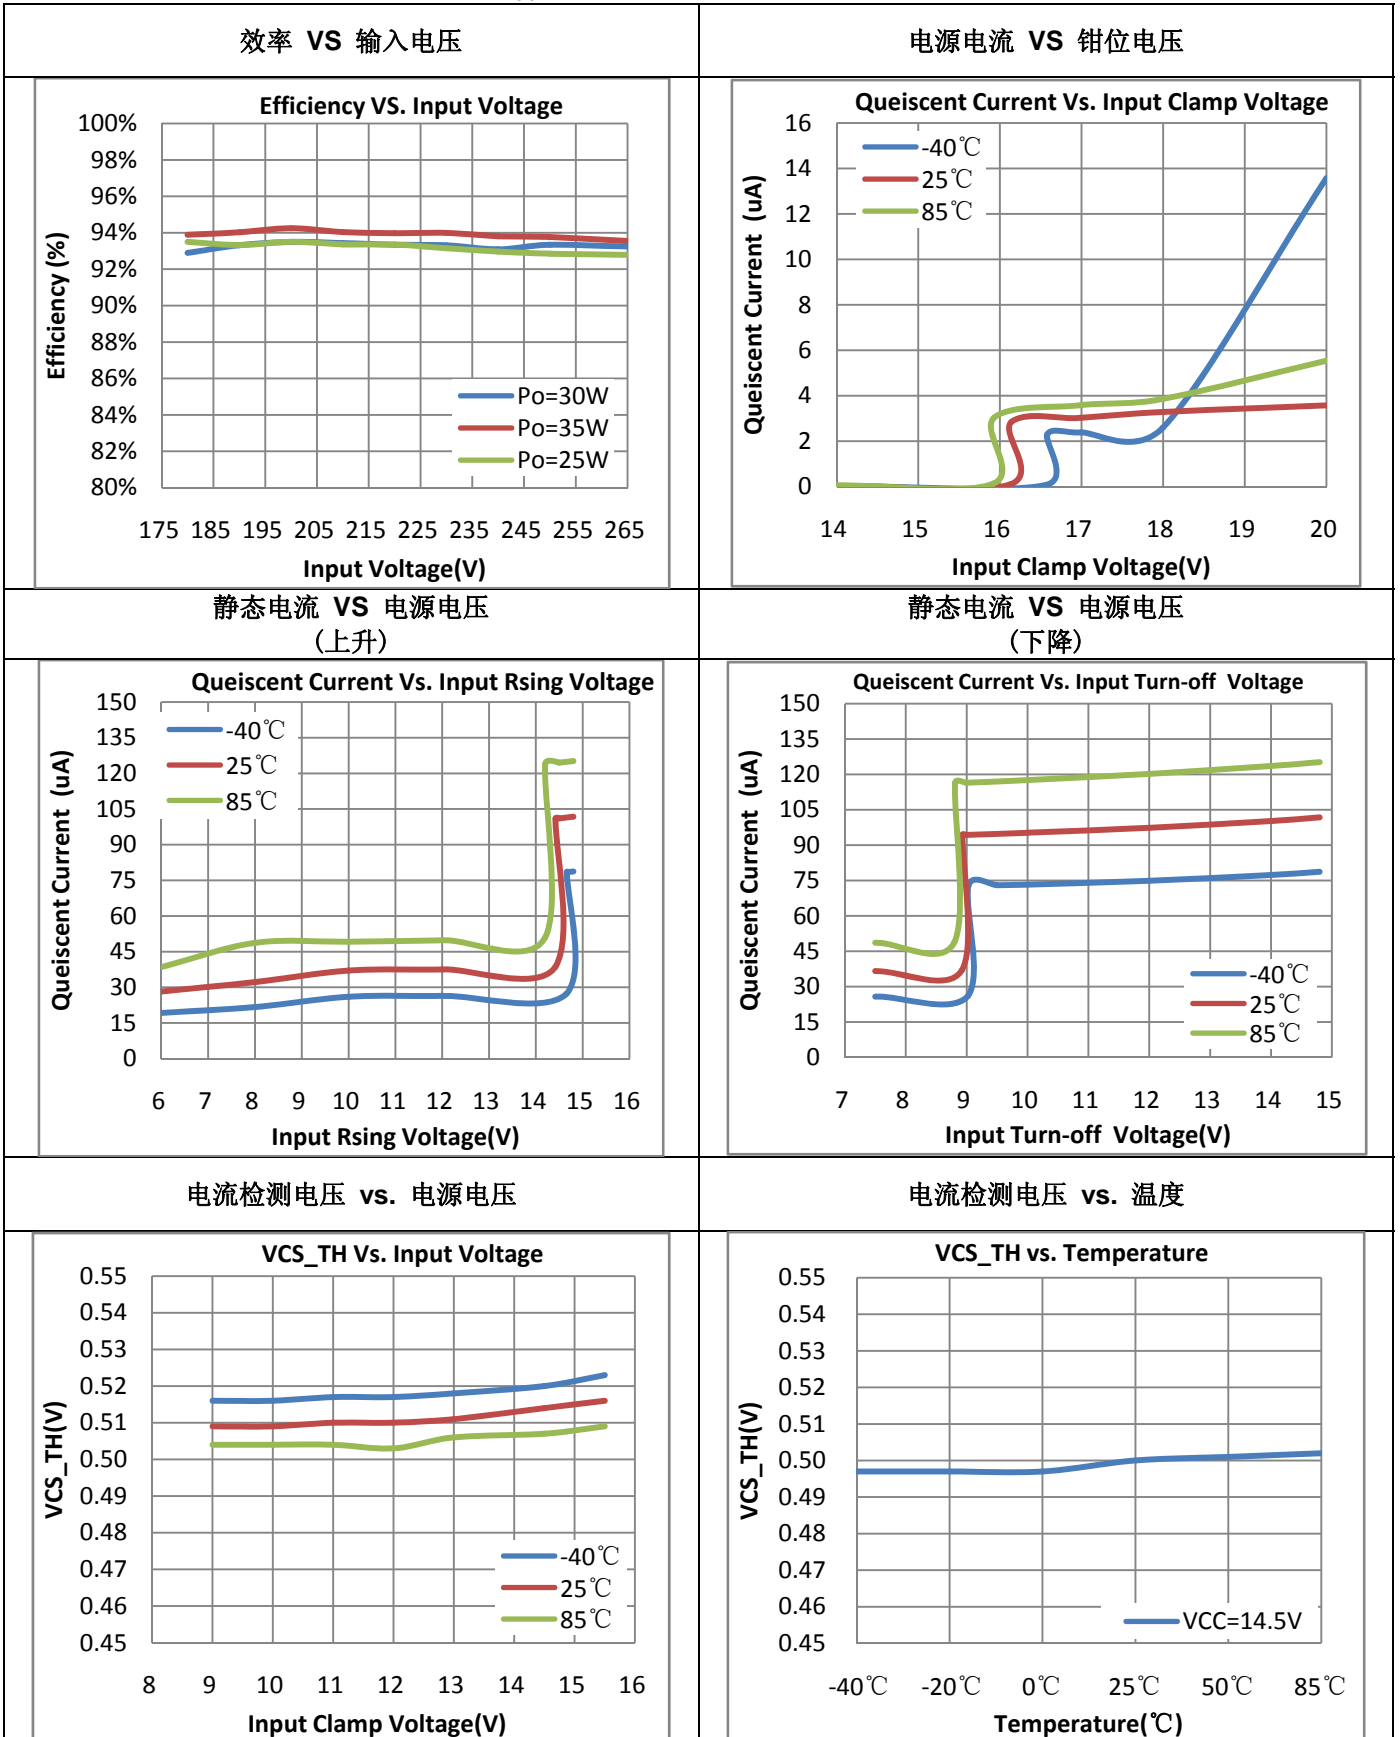 效率 VS 输入电压
电源电流 VS 钳位电压
Efficiency VS. Input Voltage
100%
98%
96%
94%
92%
90%
88%
86%
84%
82%
80%
Efficiency (%)
Po=30W
Po=35W
Po=25W
175 185 195 205 215 225 235 245 255 265
Input Voltage(V)
Queiscent Current Vs. Input Clamp Voltage
16
14
12
10
8
6
4
2
0
Queiscent Current (uA)
-40℃
25℃
85℃
14 15 16 17 18 19 20
Input Clamp Voltage(V)
静态电流 VS 电源电压
(上升)
静态电流 VS 电源电压
(下降)
Queiscent Current Vs. Input Rsing Voltage
150
135
120
105
90
75
60
45
30
15
0
Queiscent Current (uA)
-40℃
25℃
85℃
6 7 8 9 10 11 12 13 14 15 16
Input Rsing Voltage(V)
Queiscent Current Vs. Input Turn-off Voltage
150
135
120
105
90
75
60
45
30
15
0
Queiscent Current (uA)
-40℃
25℃
85℃
7 8 9 10 11 12 13 14 15
Input Turn-off Voltage(V)
电流检测电压 vs. 电源电压
电流检测电压 vs. 温度
VCS_TH Vs. Input Voltage
0.55
0.54
0.53
0.52
0.51
0.50
0.49
0.48
0.47
0.46
0.45
VCS_TH(V)
-40℃
25℃
85℃
8 9 10 11 12 13 14 15 16
Input Clamp Voltage(V)
VCS_TH vs. Temperature
0.55
0.54
0.53
0.52
0.51
0.50
0.49
0.48
0.47
0.46
0.45
VCS_TH(V)
VCC=14.5V
-40℃ -20℃ 0℃ 25℃ 50℃ 85℃
Temperature(℃)